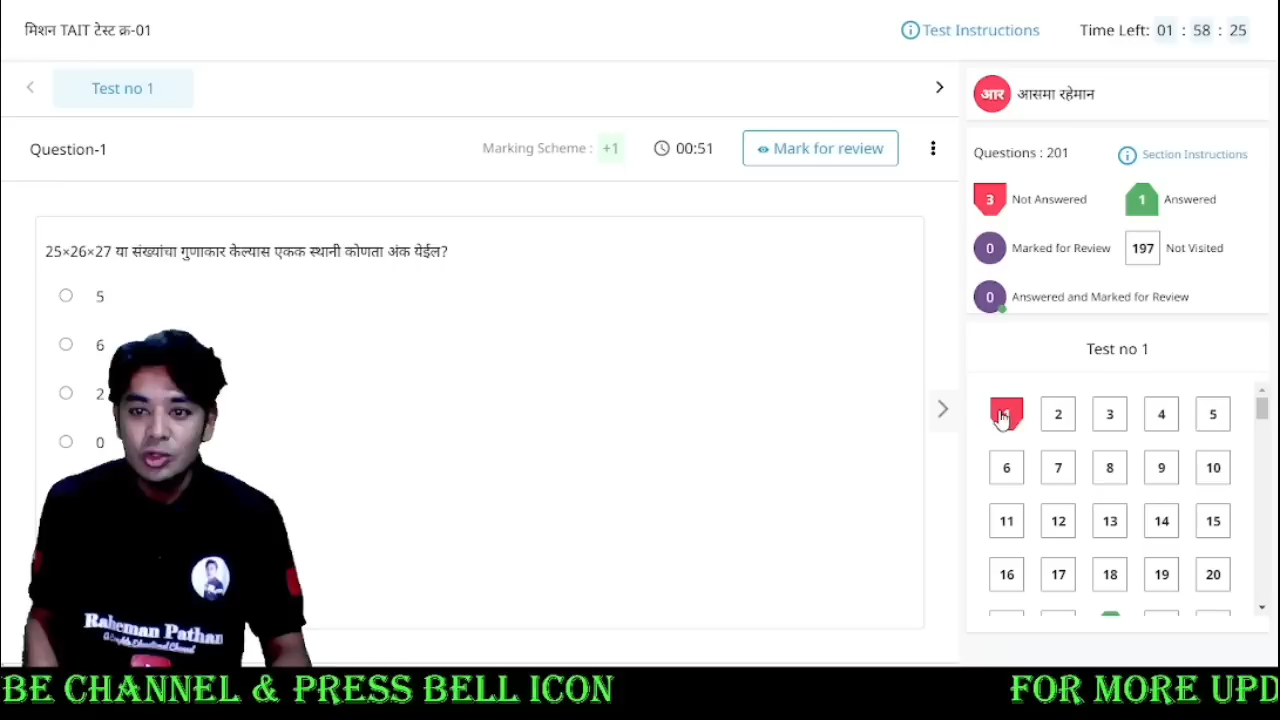 मिशन TAIT टेस्ट क्र-01
Test Instructions
Time Left: 01 : 58 : 25
Test no 1
आर आसमा रहेमान
Question-1
Marking Scheme : +1
00:51
Mark for review
Questions : 201
Section Instructions
3 Not Answered
1 Answered
0 Marked for Review
197 Not Visited
0 Answered and Marked for Review
25×26×27 या संख्यांचा गुणाकार केल्यास एकक स्थानी कोणता अंक येईल?
5
6
2
0
Test no 1
2 3 4 5
6 7 8 9 10
11 12 13 14 15
16 17 18 19 20
Raheman Pathan
BE CHANNEL & PRESS BELL ICON
FOR MORE UPD